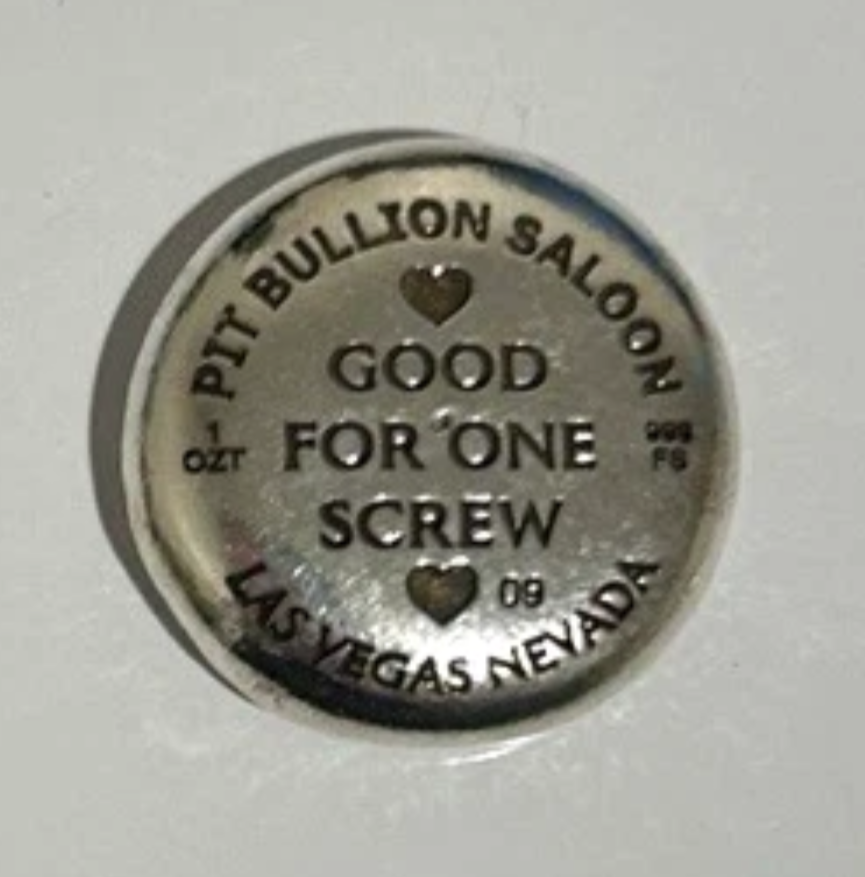 PIT BULLION SALOON
GOOD
1
OZT
FOR ONE
999
FS
SCREW
09
LAS VEGAS NEVADA